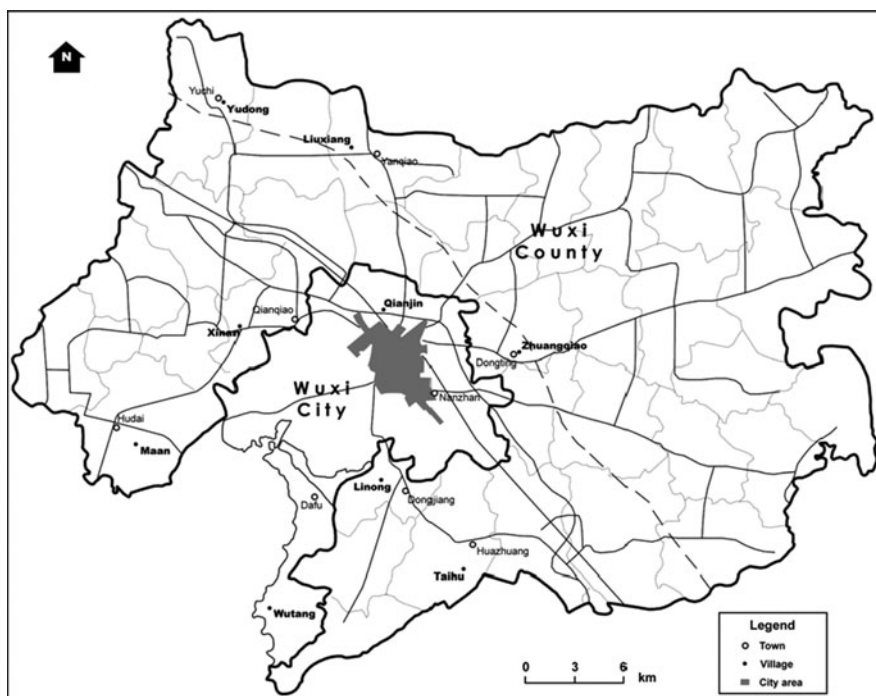 N
Yuchi
Yudong
Liuxiang
Yanqiao
Wuxi
County
Qianjin
Qianqiao
Xinan
Zhuangqiao
Dongting
Wuxi
City
Nanzhan
Hudai
Maan
Linong
Dongjiang
Dafu
Huazhuang
Taihu
Wutang
Legend
Town
Village
City area
0 3 6
km